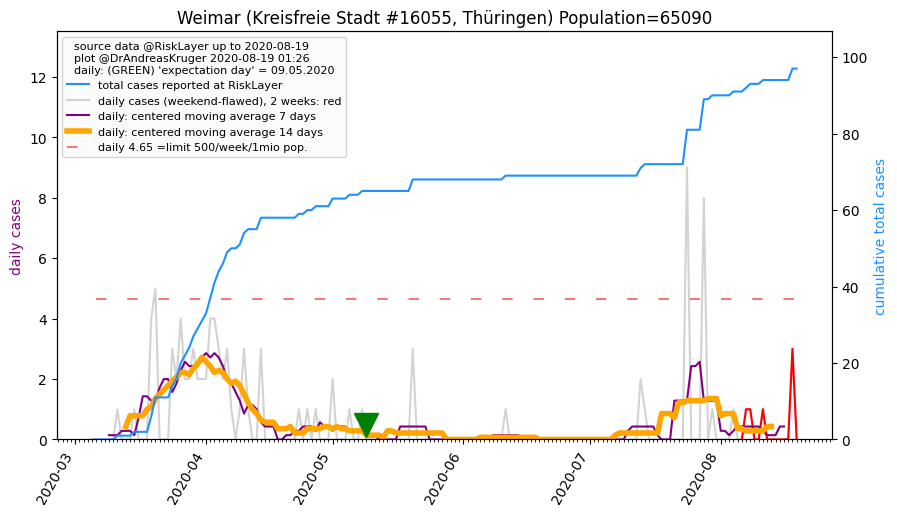 Weimar (Kreisfreie Stadt #16055, Thüringen) Population=65090
source data @RiskLayer up to 2020-08-19
plot @DrAndreasKruger 2020-08-19 01:26
daily: (GREEN) 'expectation day' = 09.05.2020
total cases reported at RiskLayer
daily cases (weekend-flawed), 2 weeks: red
daily: centered moving average 7 days
daily: centered moving average 14 days
daily 4.65 =limit 500/week/1mio pop.
daily cases
12
10
8
6
4
2
0
100
80
60
40
20
0
cumulative total cases
2020-03
2020-04
2020-05
2020-06
2020-07
2020-08